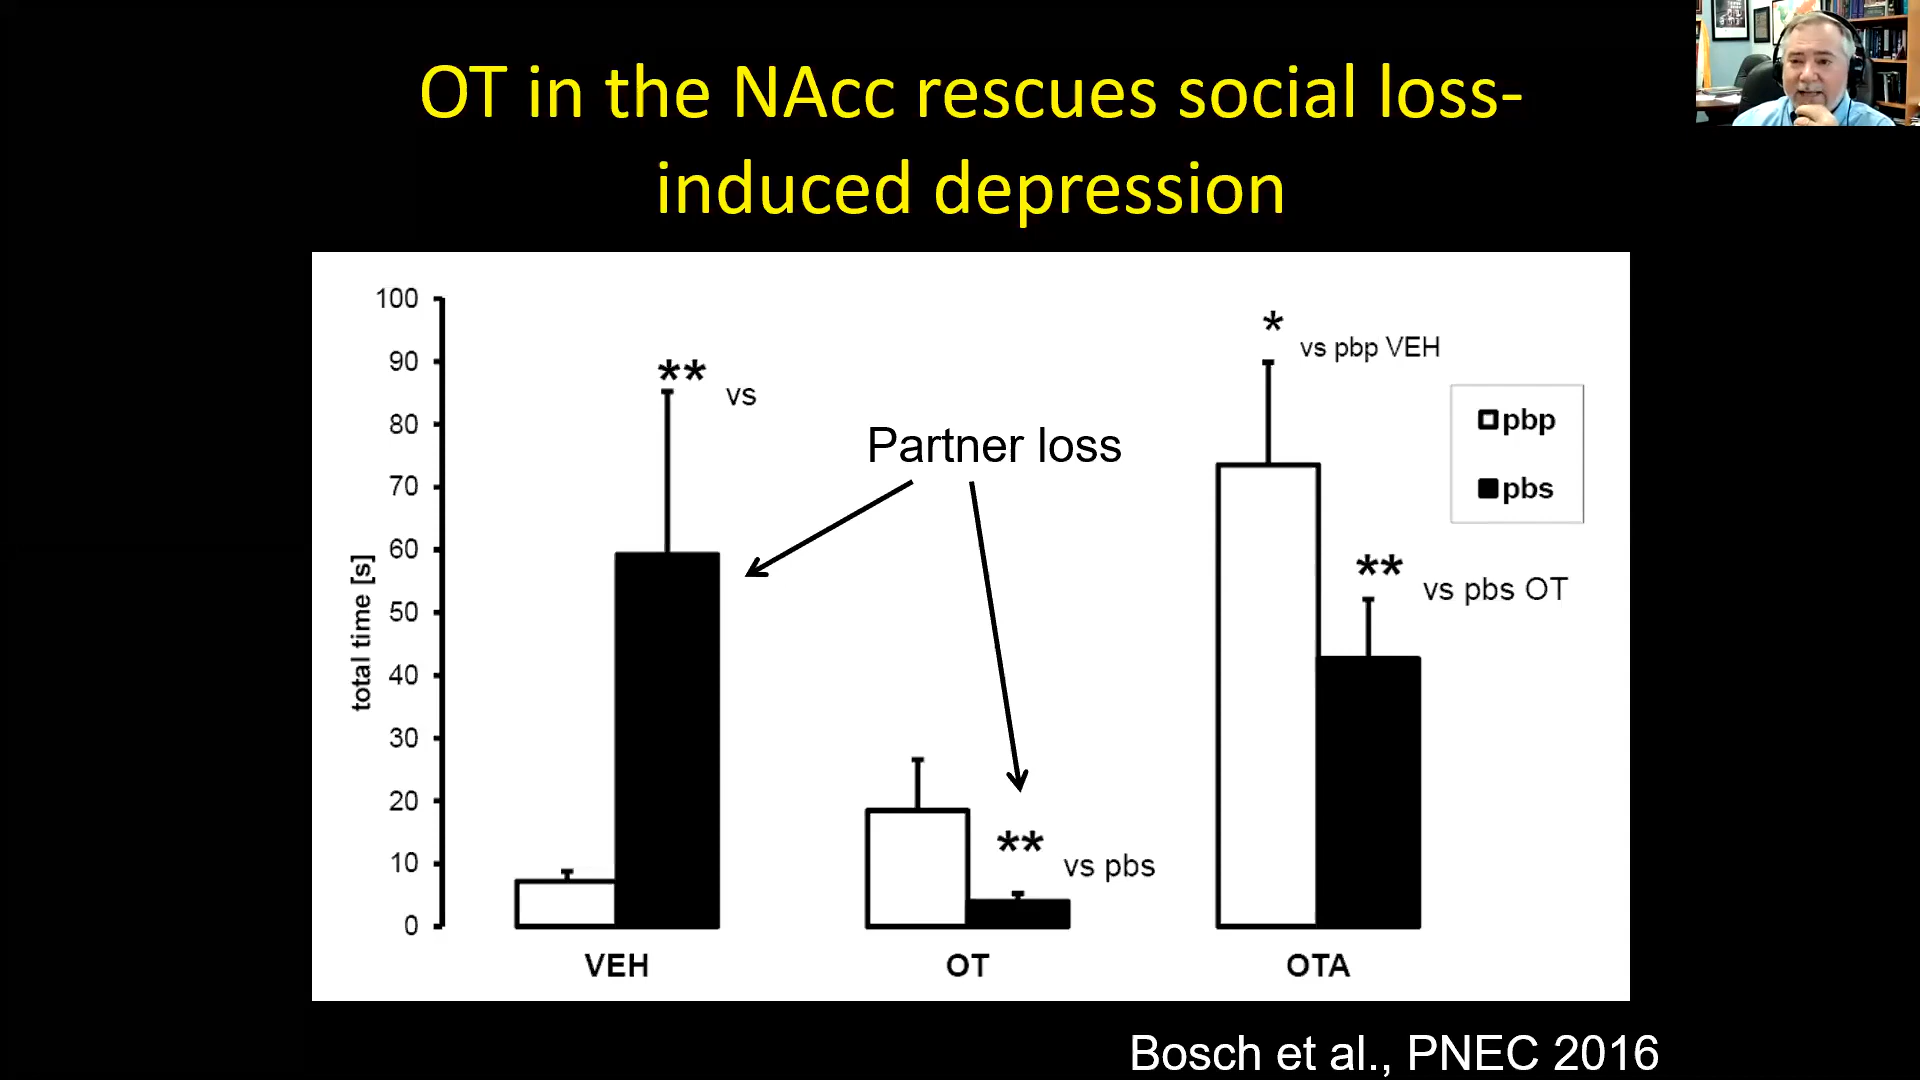 OT in the NAcc rescues social loss-
induced depression
100
90
80
70
60
50
40
30
20
10
0
total time [s]
** vs
Partner loss
* vs pbp VEH
pbp
pbs
** vs pbs OT
** vs pbs
VEH
OT
OTA
Bosch et al., PNEC 2016